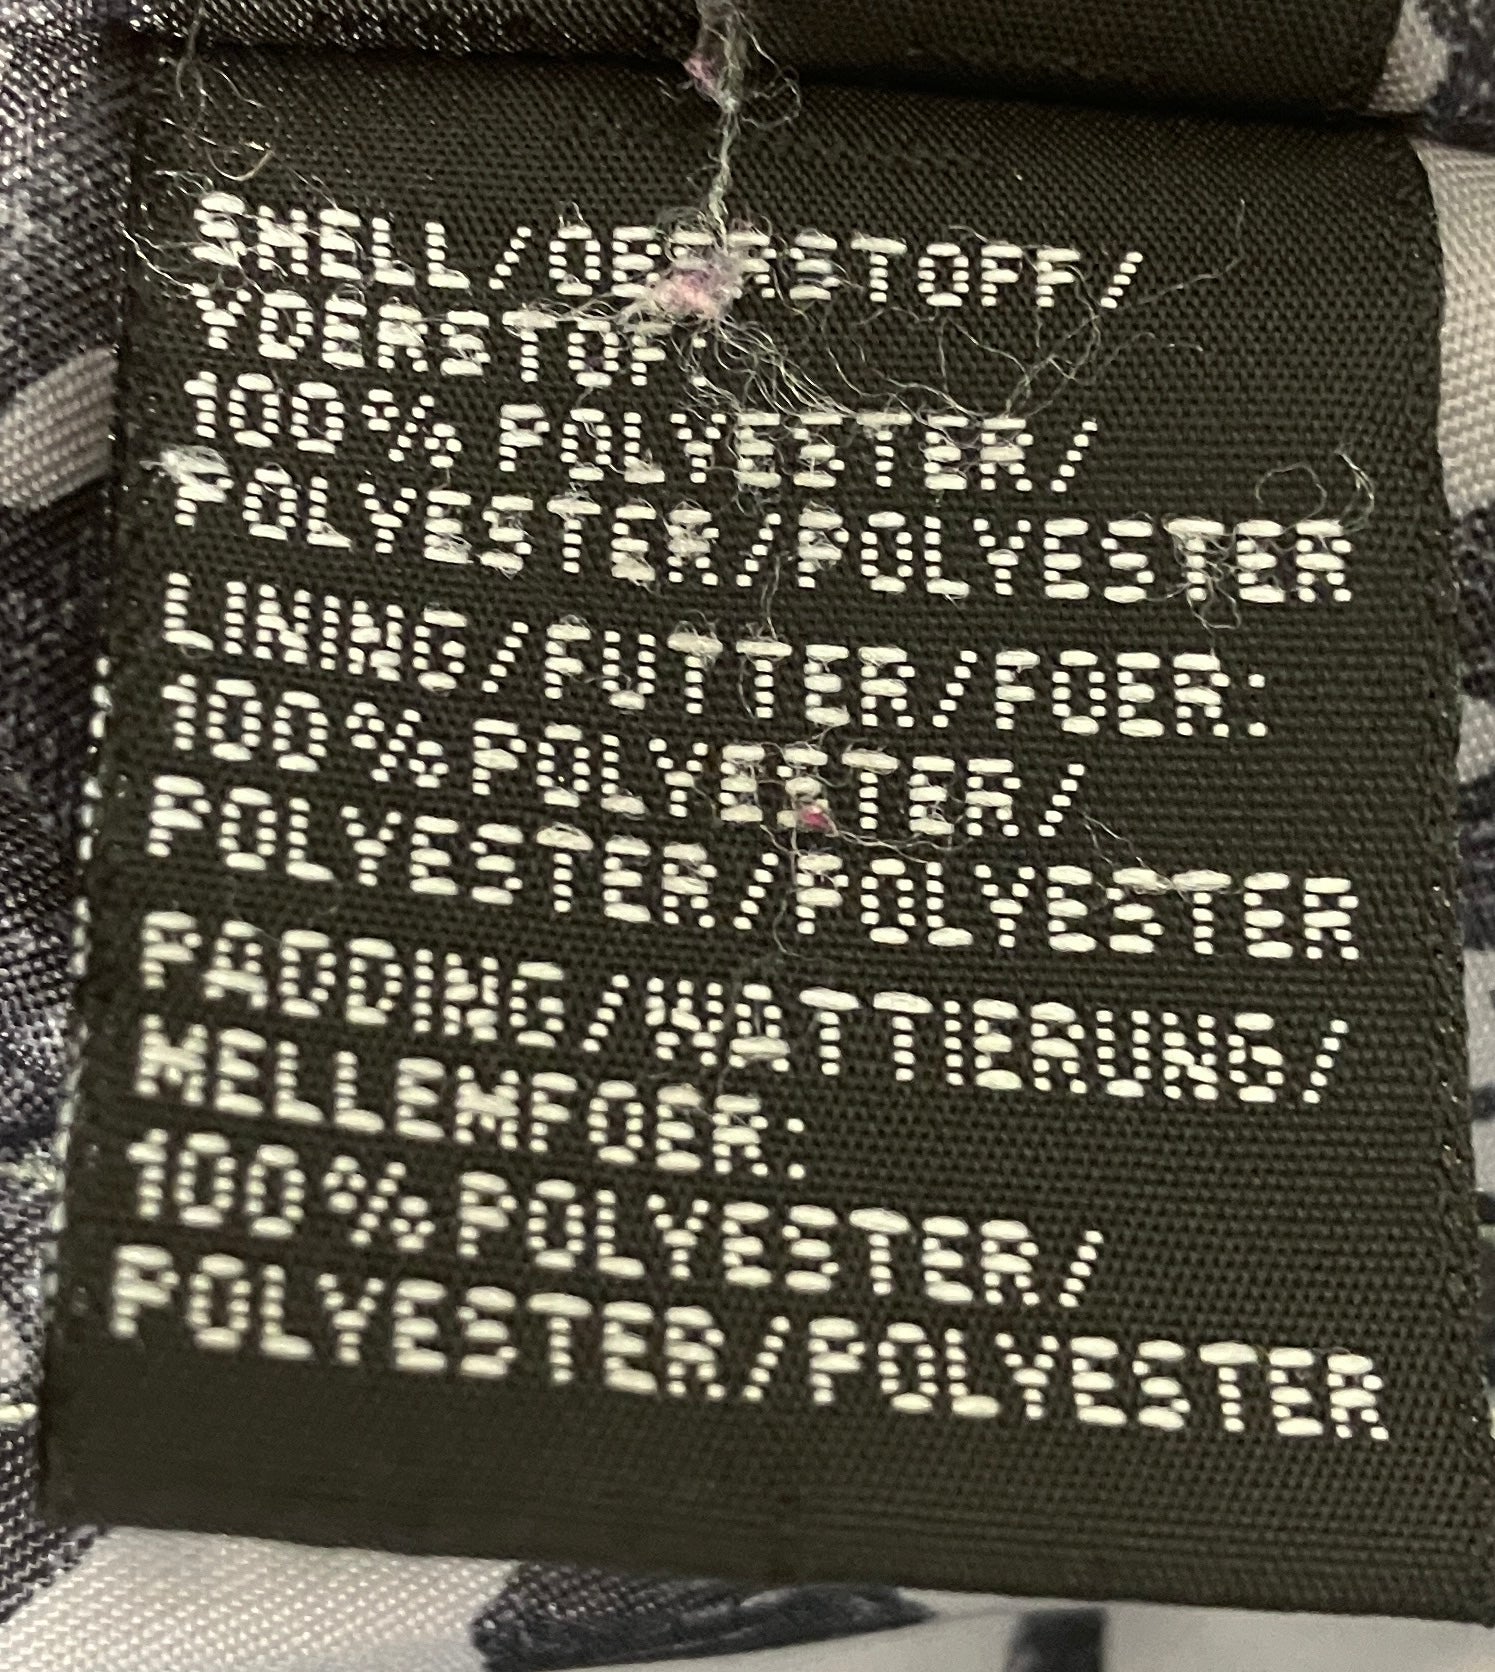 SHELL/OBERSTOFF/
YDERSTOF:
100% POLYESTER/
POLYESTER/POLYESTER
LINING/FUTTER/FOER:
100% POLYESTER/
POLYESTER/POLYESTER
PADDING/WATTIERUNG/
MELLEMFOER:
100% POLYESTER/
POLYESTER/POLYESTER